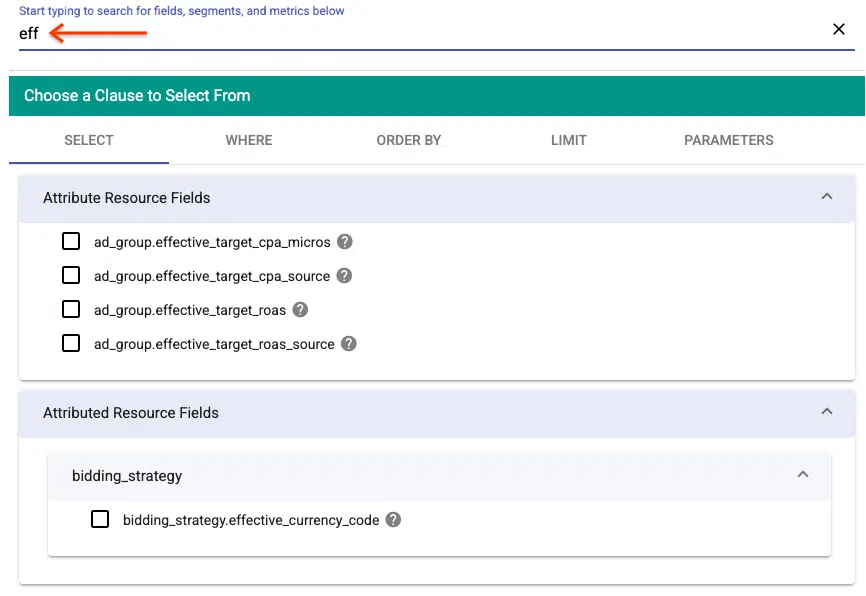 Start typing to search for fields, segments, and metrics below
eff
Choose a Clause to Select From
SELECT WHERE ORDER BY LIMIT PARAMETERS
Attribute Resource Fields
ad_group.effective_target_cpa_micros ?
ad_group.effective_target_cpa_source ?
ad_group.effective_target_roas ?
ad_group.effective_target_roas_source ?
Attributed Resource Fields
bidding_strategy
bidding_strategy.effective_currency_code ?